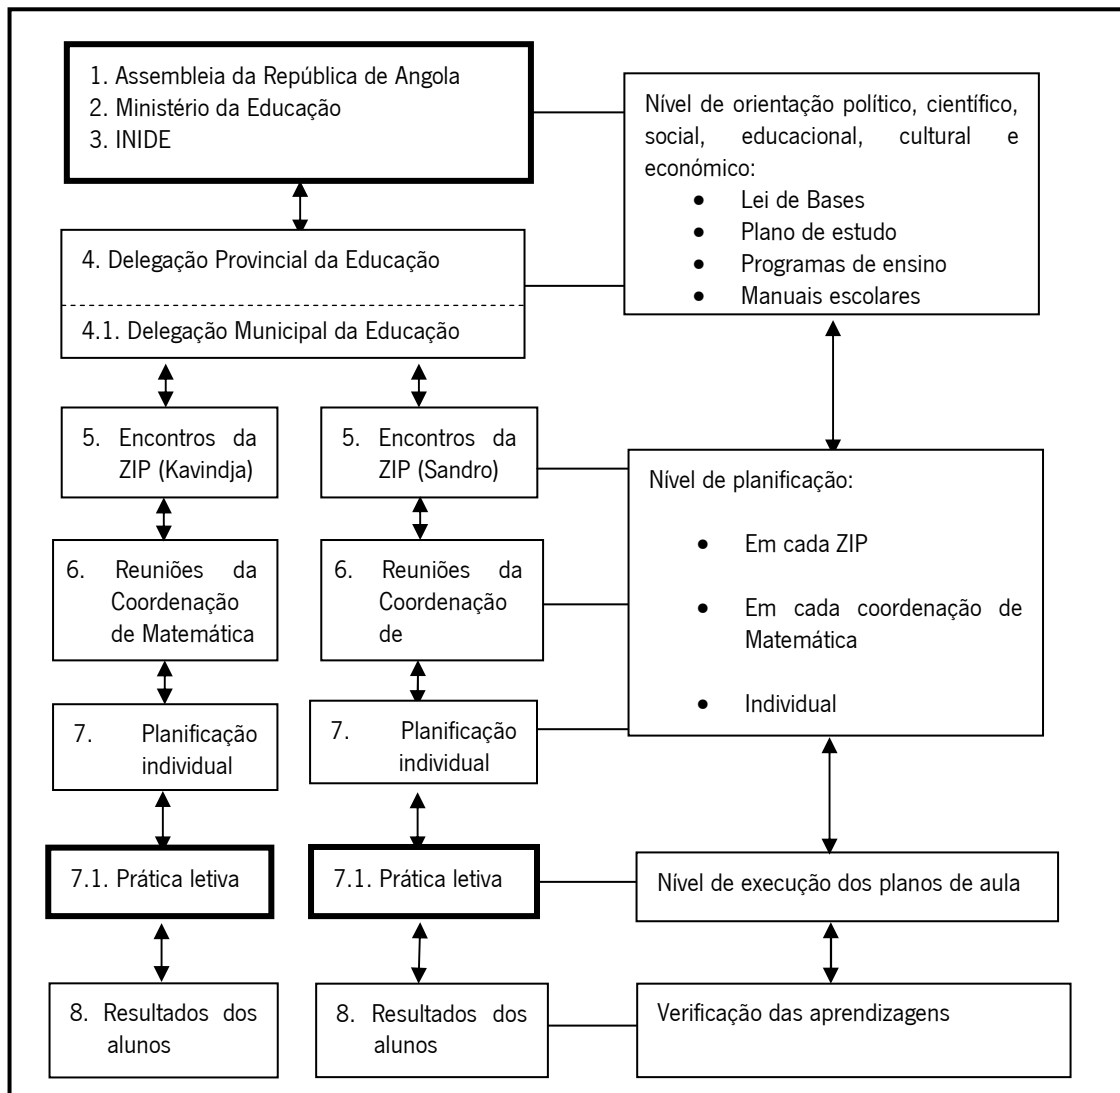 1. Assembleia da República de Angola
2. Ministério da Educação
3. INIDE
Nível de orientação político, científico,
social, educacional, cultural e
económico:
• Lei de Bases
• Plano de estudo
• Programas de ensino
• Manuais escolares
4. Delegação Provincial da Educação
4.1. Delegação Municipal da Educação
5. Encontros da
ZIP (Kavindja)
5. Encontros da
ZIP (Sandro)
Nível de planificação:
• Em cada ZIP
• Em cada coordenação de
Matemática
• Individual
6. Reuniões da
Coordenação
de Matemática
6. Reuniões da
Coordenação
de
7. Planificação
individual
7. Planificação
individual
7.1. Prática letiva
7.1. Prática letiva
Nível de execução dos planos de aula
8. Resultados dos
alunos
8. Resultados dos
alunos
Verificação das aprendizagens